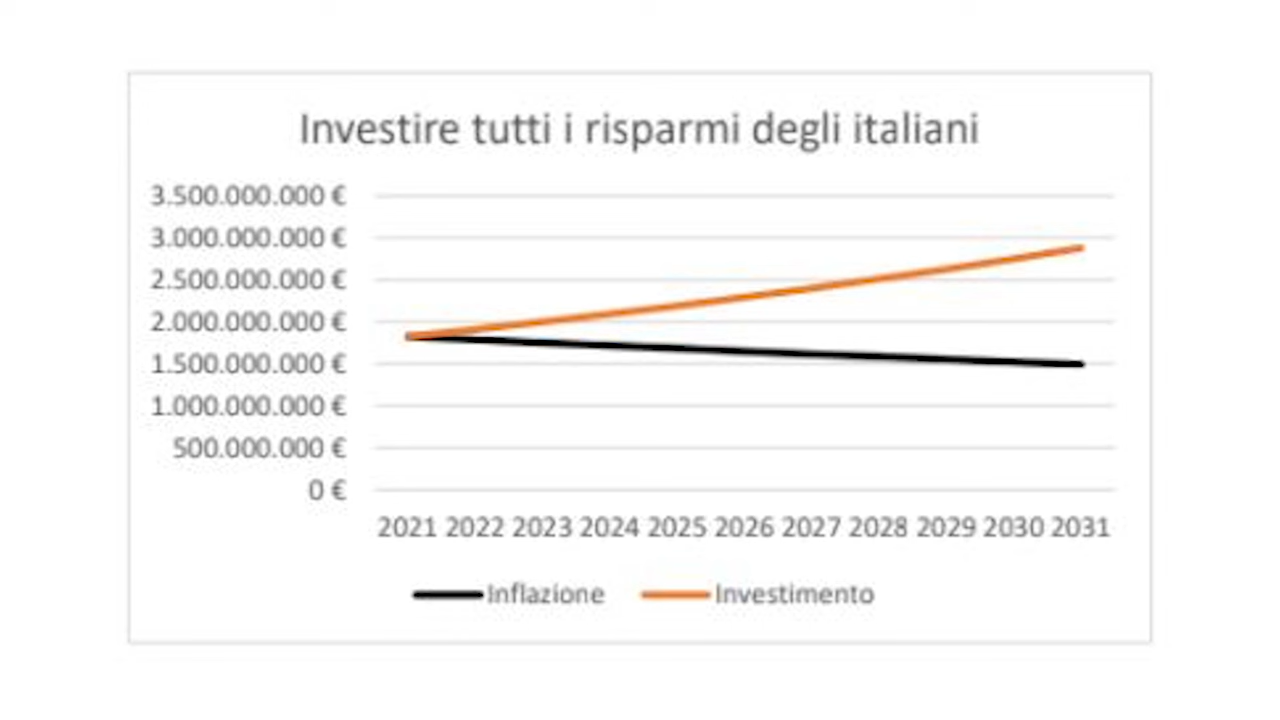 Investire tutti i risparmi degli italiani
3.500.000.000 €
3.000.000.000 €
2.500.000.000 €
2.000.000.000 €
1.500.000.000 €
1.000.000.000 €
500.000.000 €
0 €
2021 2022 2023 2024 2025 2026 2027 2028 2029 2030 2031
Inflazione Investimento